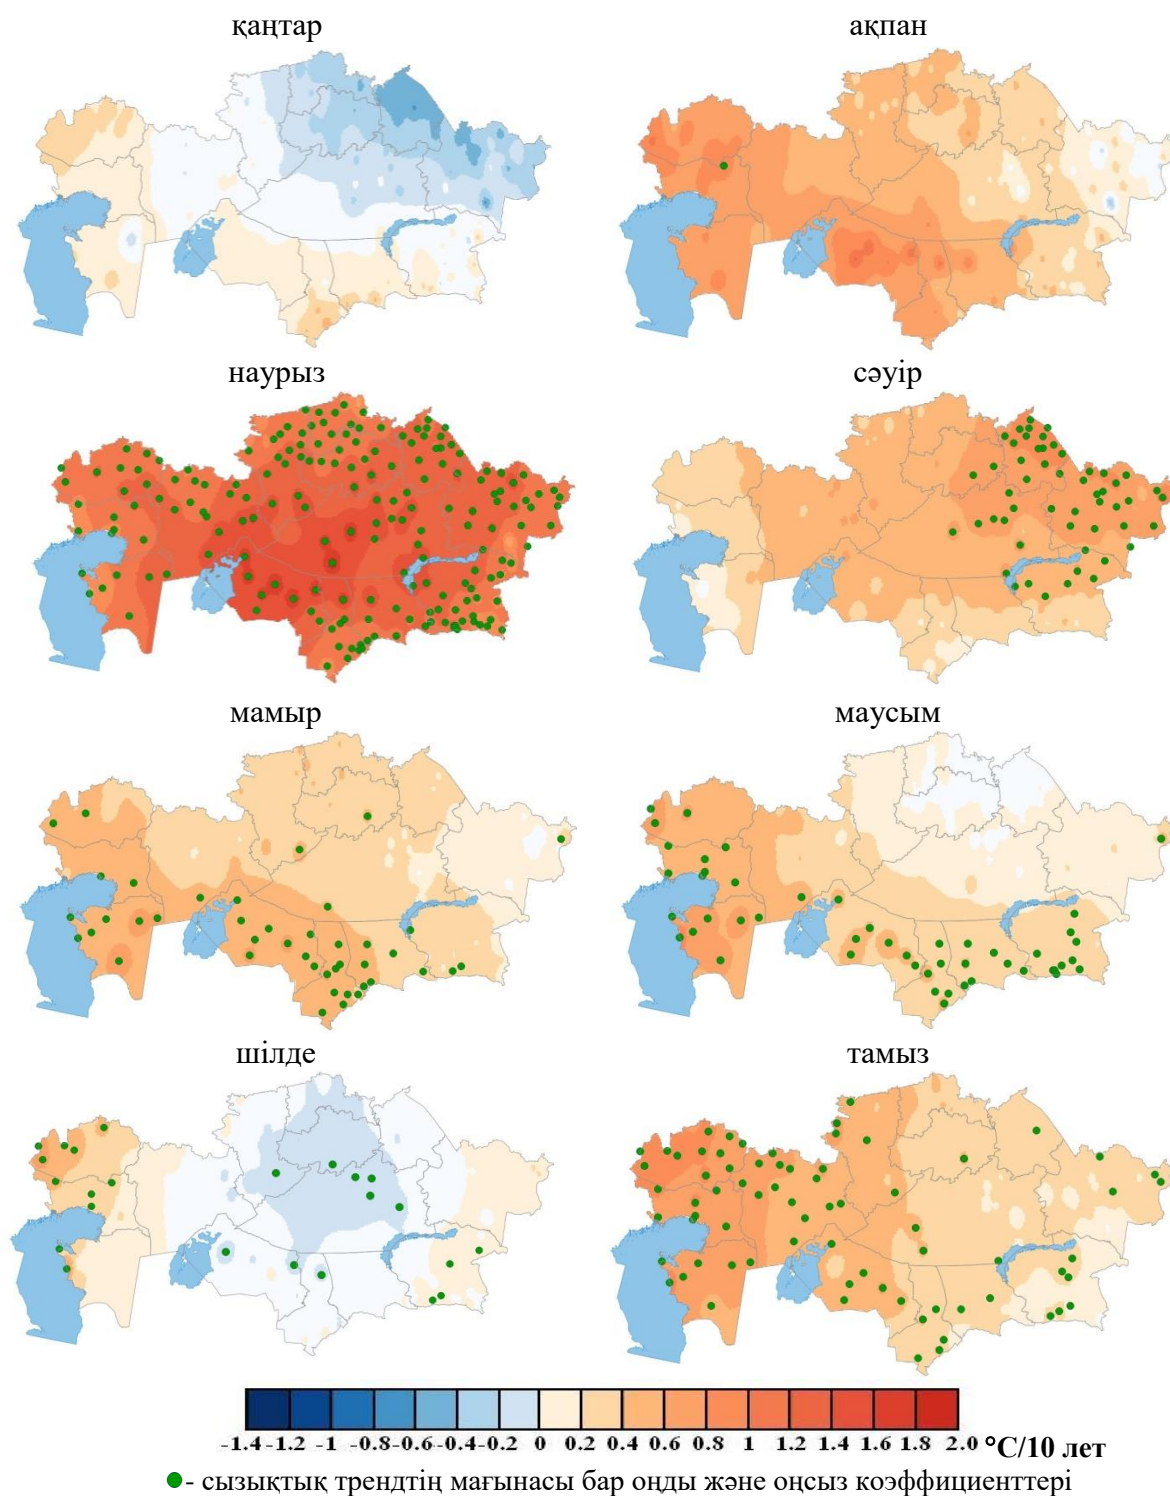 қаңтар ақпан
наурыз сәуір
мамыр маусым
шілде тамыз
-1.4 -1.2 -1 -0.8 -0.6 -0.4 -0.2 0 0.2 0.4 0.6 0.8 1 1.2 1.4 1.6 1.8 2.0 °C/10 лет
- сызықтық трендтің мағынасы бар оңды және оңсыз коэффициенттері